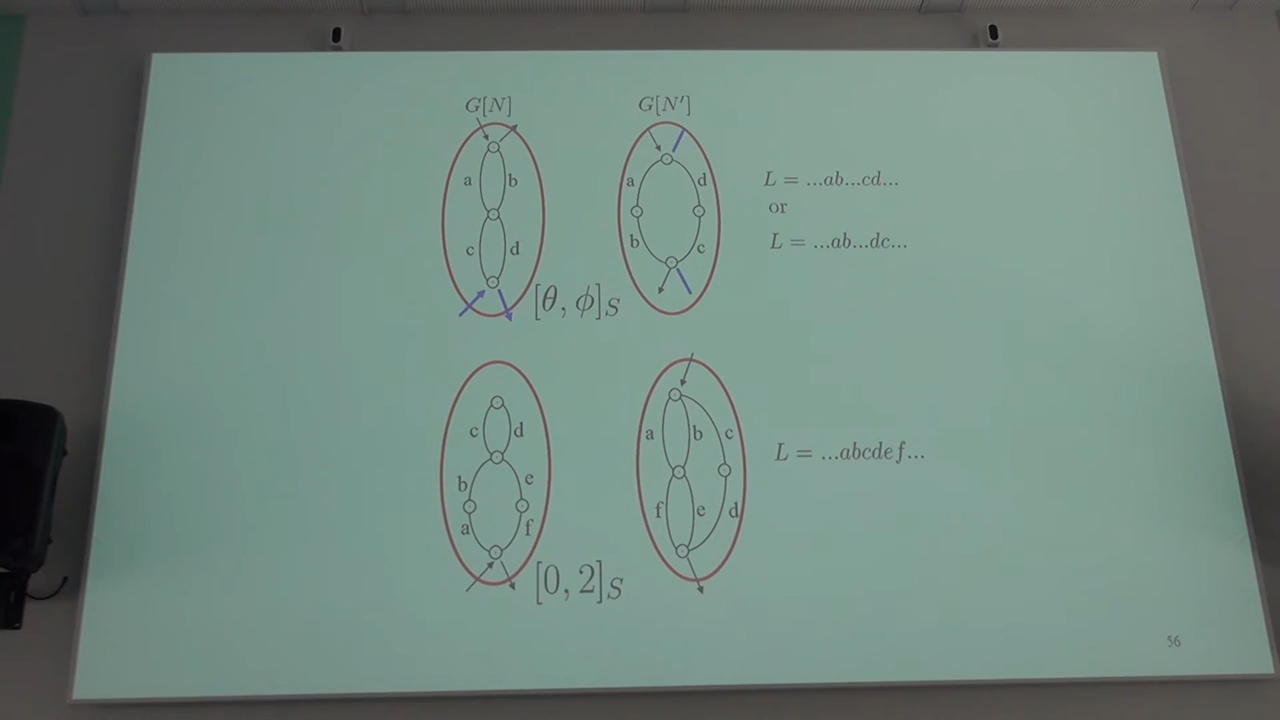 G[N]
G[N']
a b
c d
[θ, ϕ]S
a d
b c
L = ...ab...cd...
or
L = ...ab...dc...
c d
b e
a f
[0, 2]S
a b c
f e d
L = ...abcdef...
56